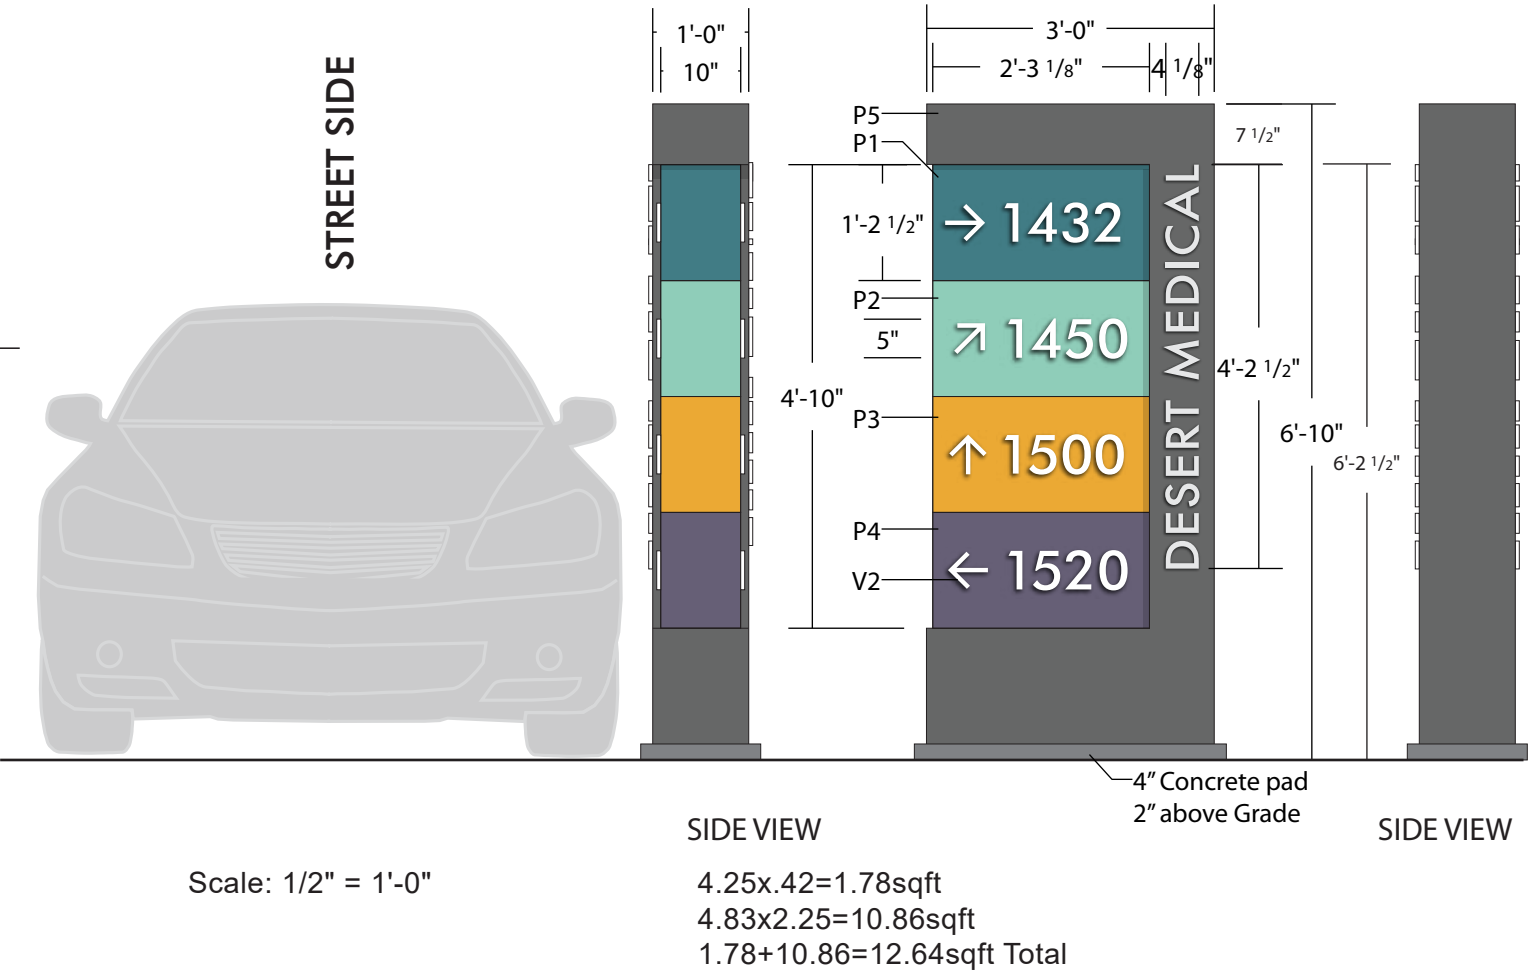 STREET SIDE
1'-0"
10"
3'-0"
2'-3 1/8"
4 1/8"
P5
P1
7 1/2"
1'-2 1/2"
→ 1432
P2
5"
↗ 1450
4'-10"
P3
↑ 1500
P4
V2
← 1520
DESERT MEDICAL
4'-2 1/2"
6'-10"
6'-2 1/2"
4” Concrete pad
2” above Grade
SIDE VIEW
SIDE VIEW
Scale: 1/2" = 1'-0"
4.25x.42=1.78sqft
4.83x2.25=10.86sqft
1.78+10.86=12.64sqft Total